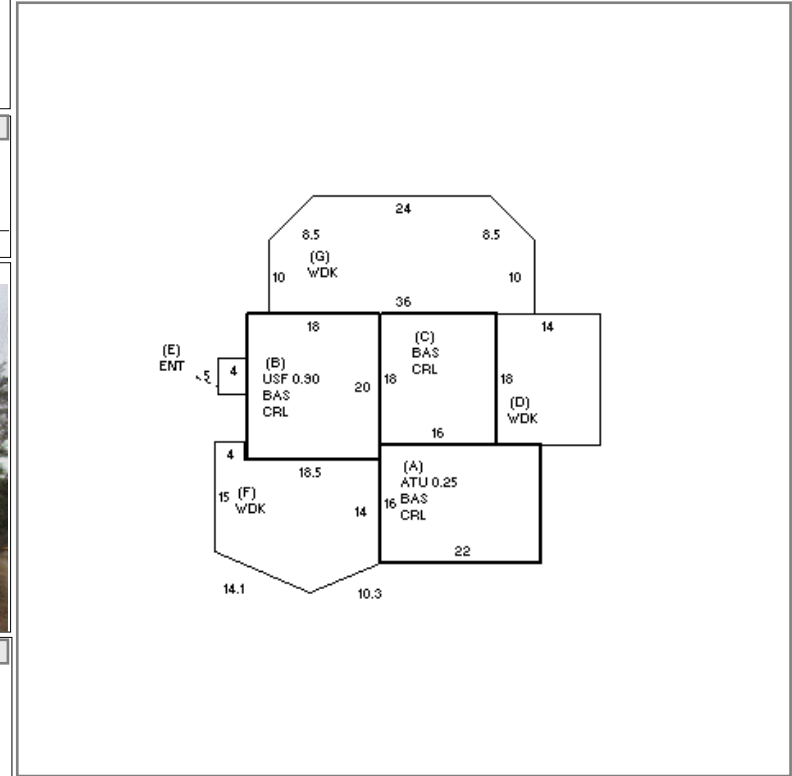 24
8.5
8.5
(G)
WDK
10
10
36
18
14
(E)
ENT
5
4
(B)
USF 0.90
BAS
CRL
20
18
(C)
BAS
CRL
18
(D)
WDK
16
4
18.5
15
(F)
WDK
14
(A)
ATU 0.25
BAS
CRL
16
22
14.1
10.3